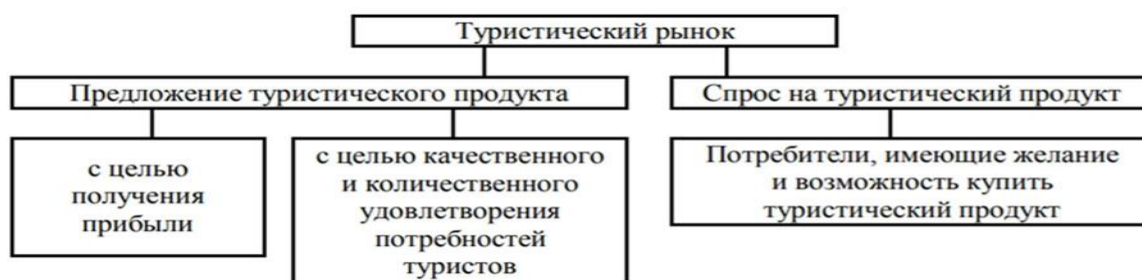 Туристический рынок
Предложение туристического продукта
Спрос на туристический продукт
с целью
получения
прибыли
с целью качественного
и количественного
удовлетворения
потребностей
туристов
Потребители, имеющие желание
и возможность купить
туристический продукт